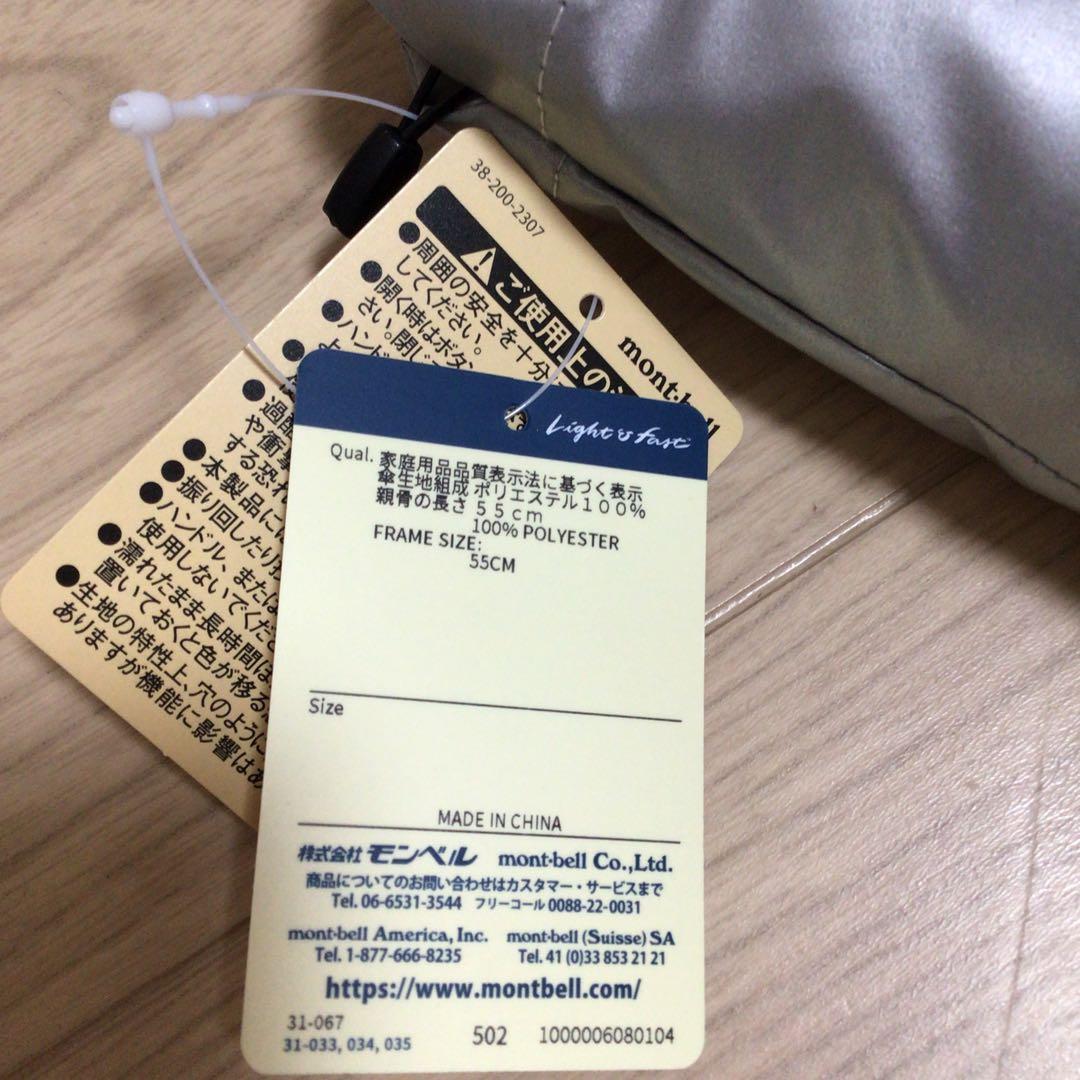 38-200-2307
mont·bell
ご使用上の
●周囲の安全を十分
してください。
●開く時はボタ
さい。閉じ
●ハンド
●過酷
や衝撃
する恐れ
●本製品に
●振り回したり
●ハンドル、または
使用しないでくだ
●濡れたまま長時間
置いておくと色が移る
●生地の特性上、穴のように
ありますが機能に影響は
Light & Fast
Qual. 家庭用品品質表示法に基づく表示
傘生地組成 ポリエステル100%
親骨の長さ 55cm
100% POLYESTER
FRAME SIZE:
55CM
Size
MADE IN CHINA
株式会社 モンベル mont·bell Co.,Ltd.
商品についてのお問い合わせはカスタマー・サービスまで
Tel. 06-6531-3544 フリーコール 0088-22-0031
mont·bell America, Inc. mont·bell (Suisse) SA
Tel. 1-877-666-8235 Tel. 41 (0)33 853 21 21
https://www.montbell.com/
31-067
31-033, 034, 035 502 1000006080104